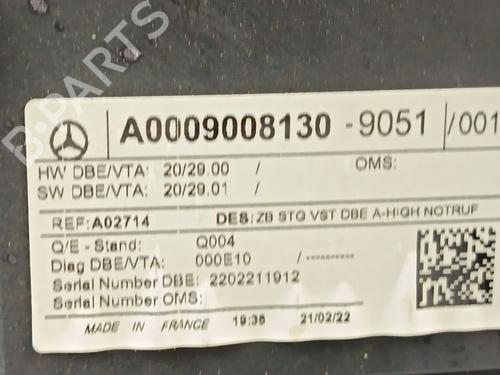 A0009008130 - 9051 /001
HW DBE/VTA: 20/29.00 / OMS:
SW DBE/VTA: 20/29.01 /
REF: A02714 DES: ZB STG VST DBE A-HIGH NOTRUF
Q/E - Stand: Q004
Diag DBE/VTA: 000E10 /----------
Serial Number DBE: 2202211912
Serial Number OMS:
MADE IN FRANCE 19:36 21/02/22
B-PARTS